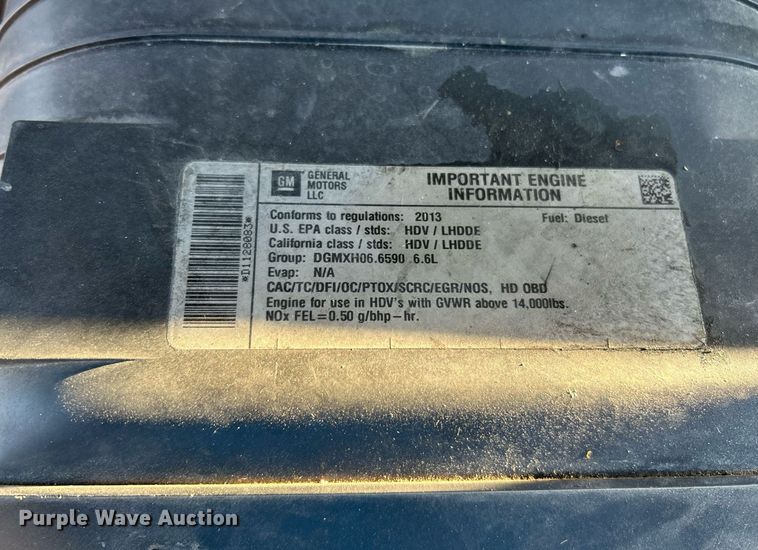 *D1128083*
GM
GENERAL
MOTORS
LLC
IMPORTANT ENGINE
INFORMATION
Conforms to regulations: 2013 Fuel: Diesel
U.S. EPA class / stds: HDV / LHDDE
California class / stds: HDV / LHDDE
Group: DGMXH06.6590 6.6L
Evap: N/A
CAC/TC/DFI/OC/PTOX/SCRC/EGR/NOS, HD OBD
Engine for use in HDV's with GVWR above 14,000lbs.
NOx FEL=0.50 g/bhp-hr.
Purple Wave Auction